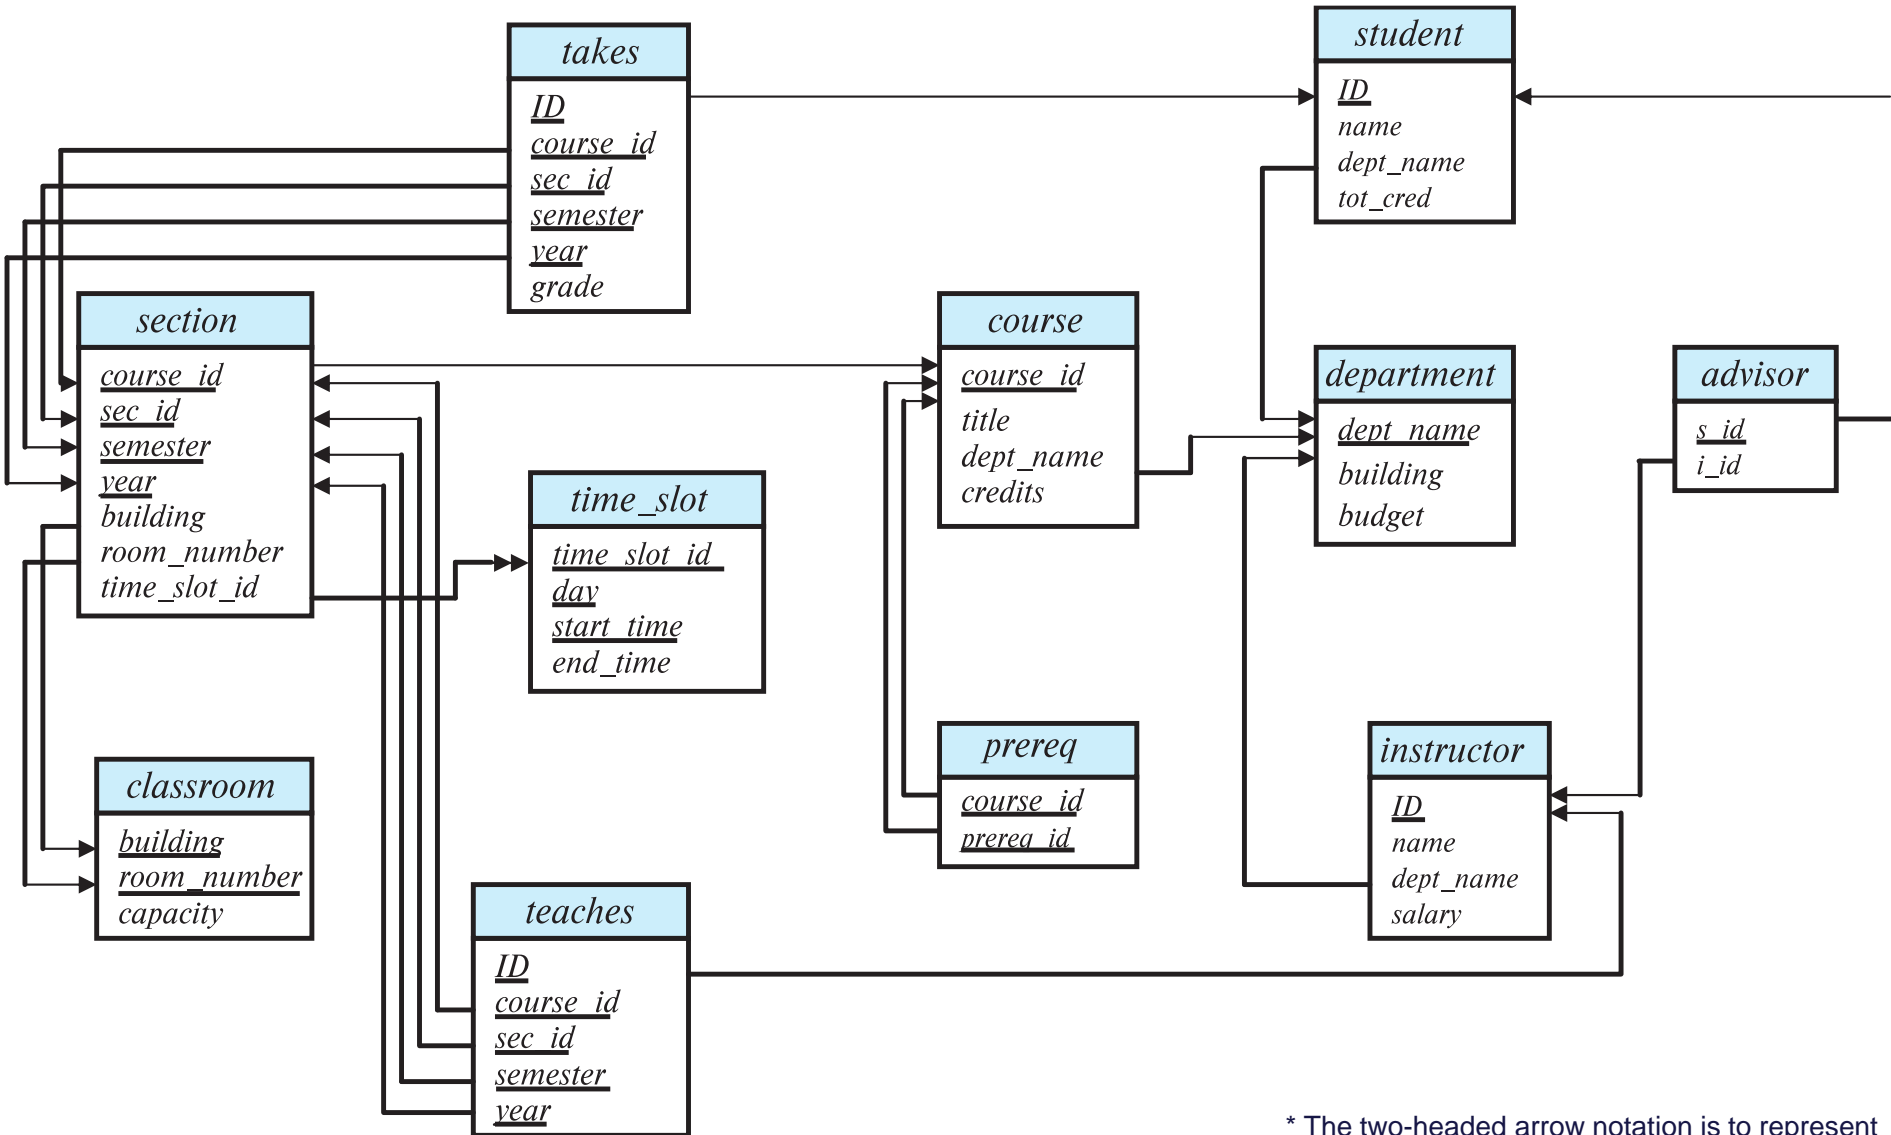 takes
ID
course_id
sec_id
semester
year
grade
student
ID
name
dept_name
tot_cred
section
course_id
sec_id
semester
year
building
room_number
time_slot_id
course
course_id
title
dept_name
credits
department
dept_name
building
budget
advisor
s_id
i_id
time_slot
time_slot_id
day
start_time
end_time
prereq
course_id
prereq_id
instructor
ID
name
dept_name
salary
classroom
building
room_number
capacity
teaches
ID
course_id
sec_id
semester
year
* The two-headed arrow notation is to represent